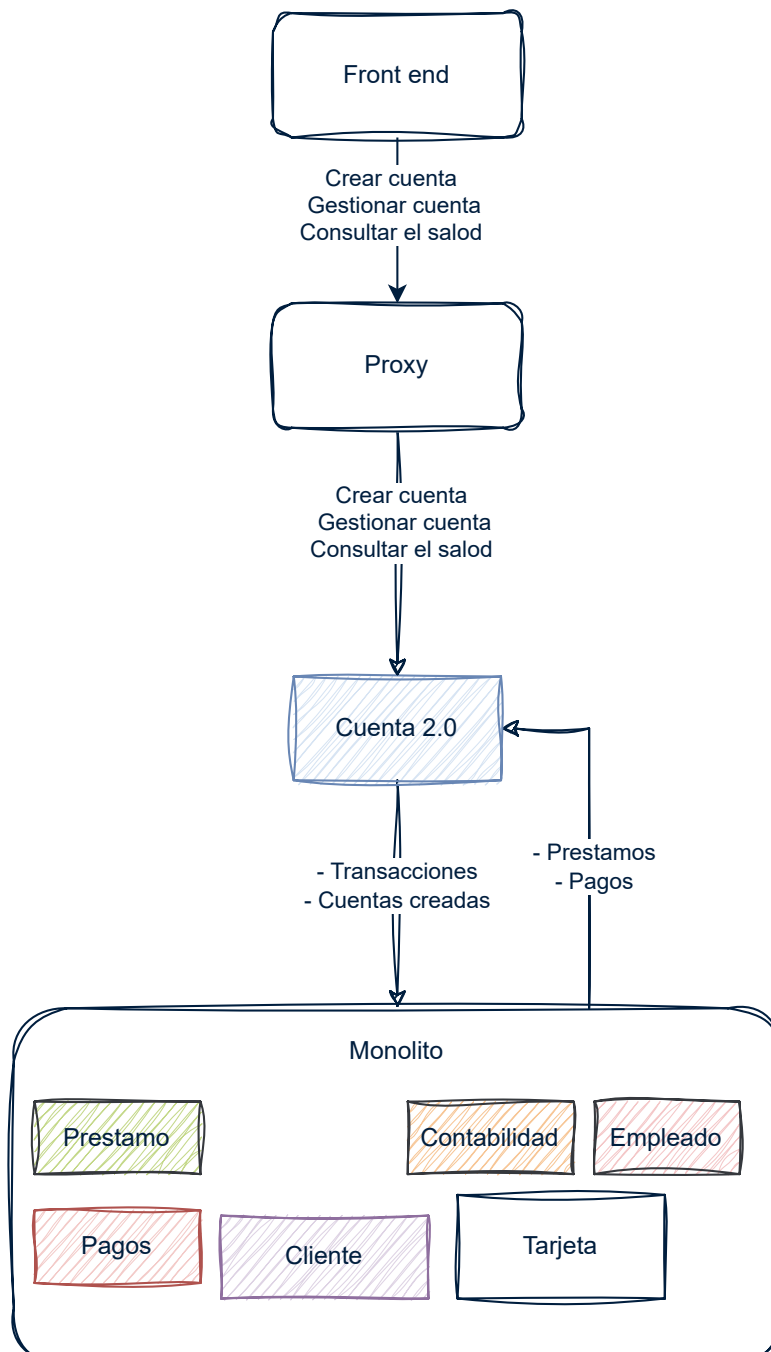 Front end
Crear cuenta
Gestionar cuenta
Consultar el salod
Proxy
Crear cuenta
Gestionar cuenta
Consultar el salod
Cuenta 2.0
- Transacciones
- Cuentas creadas
- Prestamos
- Pagos
Monolito
Prestamo
Contabilidad
Empleado
Pagos
Cliente
Tarjeta